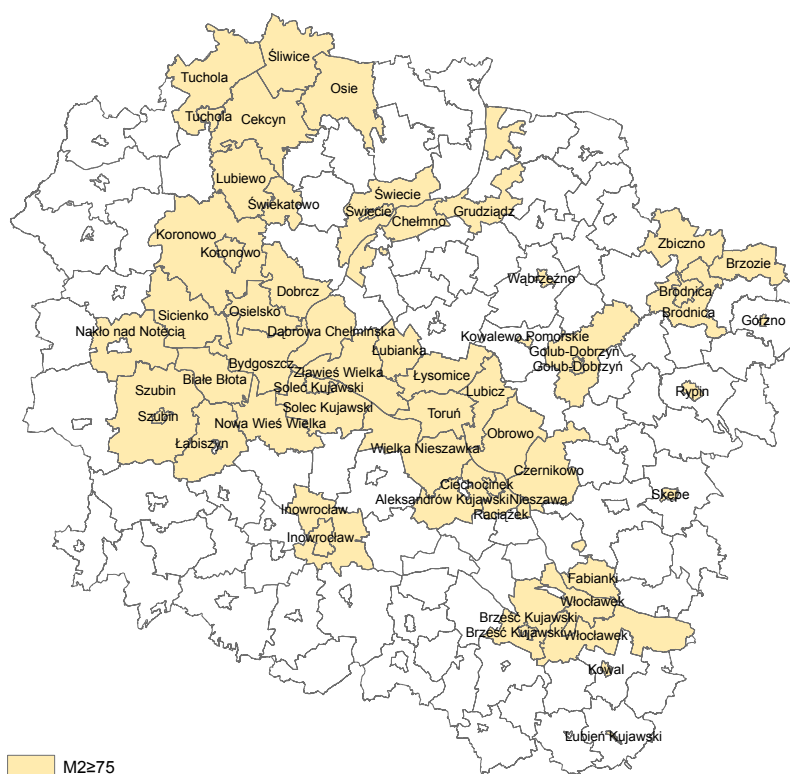 Śliwice
Tuchola
Osie
Tuchola
Cekcyn
Lubiewo
Świecie
Świekatowo
Świecie
Grudziądz
Chełmno
Koronowo
Zbiczno
Koronowo
Brzozie
Wąbrzeźno
Dobrcz
Brodnica
Sicienko
Osielsko
Brodnica
Górzno
Nakło nad Notecią
Dąbrowa Chełmińska
Kowalewo Pomorskie
Łubianka
Golub-Dobrzyń
Bydgoszcz
Golub-Dobrzyń
Zławieś Wielka
Łysomice
Białe Błota
Solec Kujawski
Szubin
Lubicz
Rypin
Solec Kujawski
Toruń
Szubin
Nowa Wieś Wielka
Obrowo
Łabiszyn
Wielka Nieszawka
Czernikowo
Ciechocinek
Skępe
Aleksandrów Kujawski
Nieszawa
Inowrocław
Raciążek
Inowrocław
Fabianki
Włocławek
Brześć Kujawski
Brześć Kujawski
Włocławek
Kowal
Lubień Kujawski
M2≥75